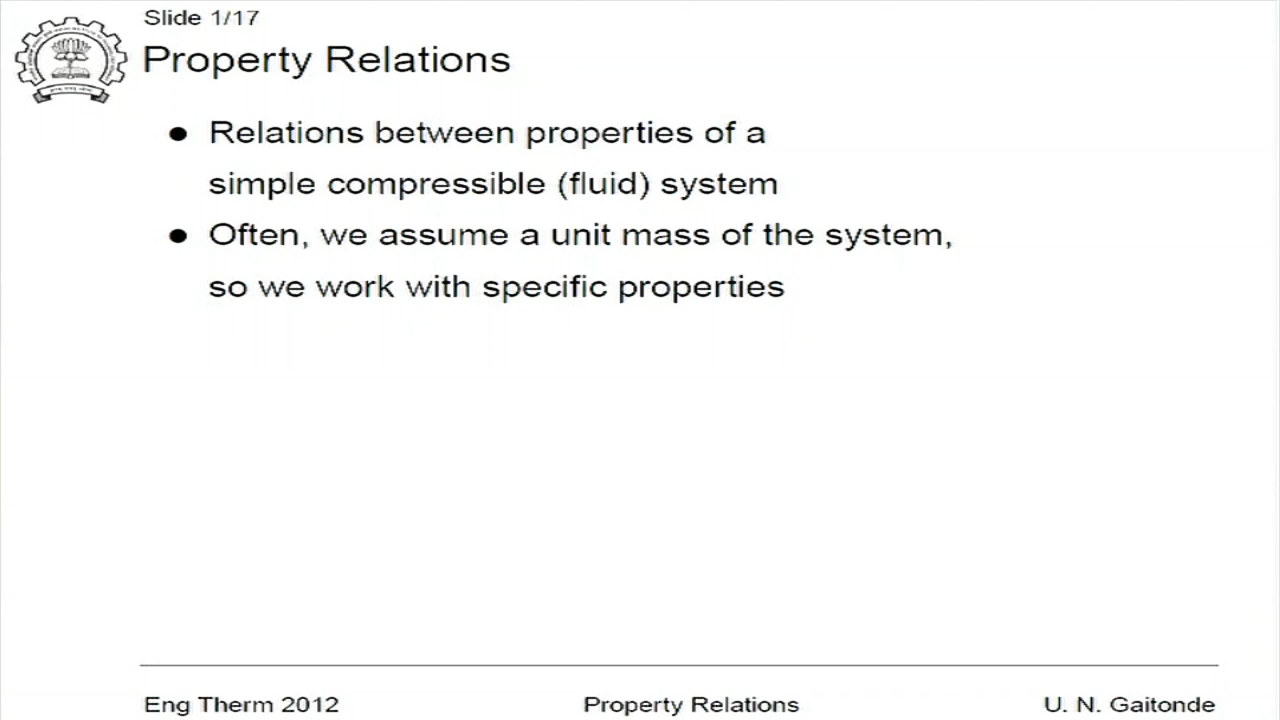 Slide 1/17
Property Relations
● Relations between properties of a
simple compressible (fluid) system
● Often, we assume a unit mass of the system,
so we work with specific properties
Eng Therm 2012 Property Relations U. N. Gaitonde